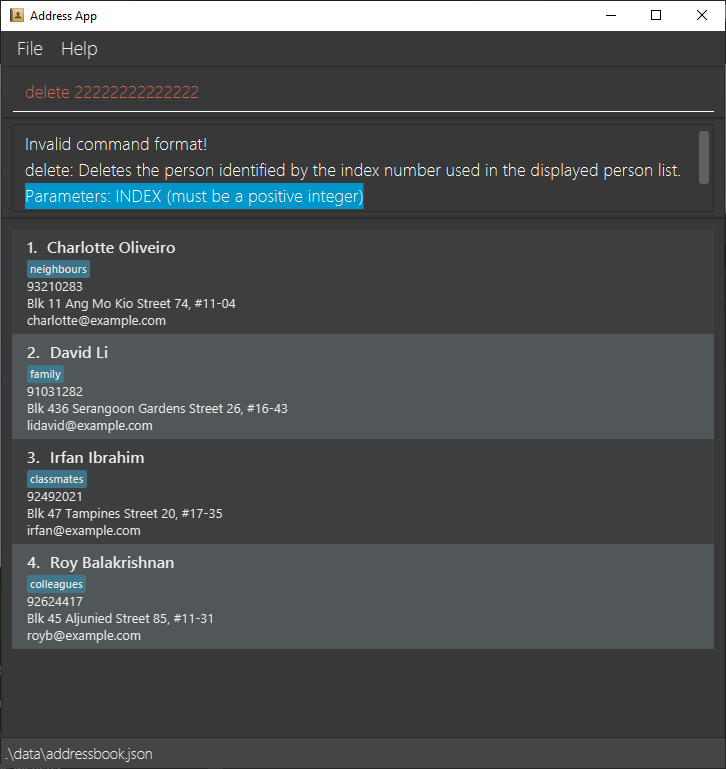 Address App
File Help
delete 22222222222222
Invalid command format!
delete: Deletes the person identified by the index number used in the displayed person list.
Parameters: INDEX (must be a positive integer)
1. Charlotte Oliveiro
neighbours
93210283
Blk 11 Ang Mo Kio Street 74, #11-04
charlotte@example.com
2. David Li
family
91031282
Blk 436 Serangoon Gardens Street 26, #16-43
lidavid@example.com
3. Irfan Ibrahim
classmates
92492021
Blk 47 Tampines Street 20, #17-35
irfan@example.com
4. Roy Balakrishnan
colleagues
92624417
Blk 45 Aljunied Street 85, #11-31
royb@example.com
.\data\addressbook.json